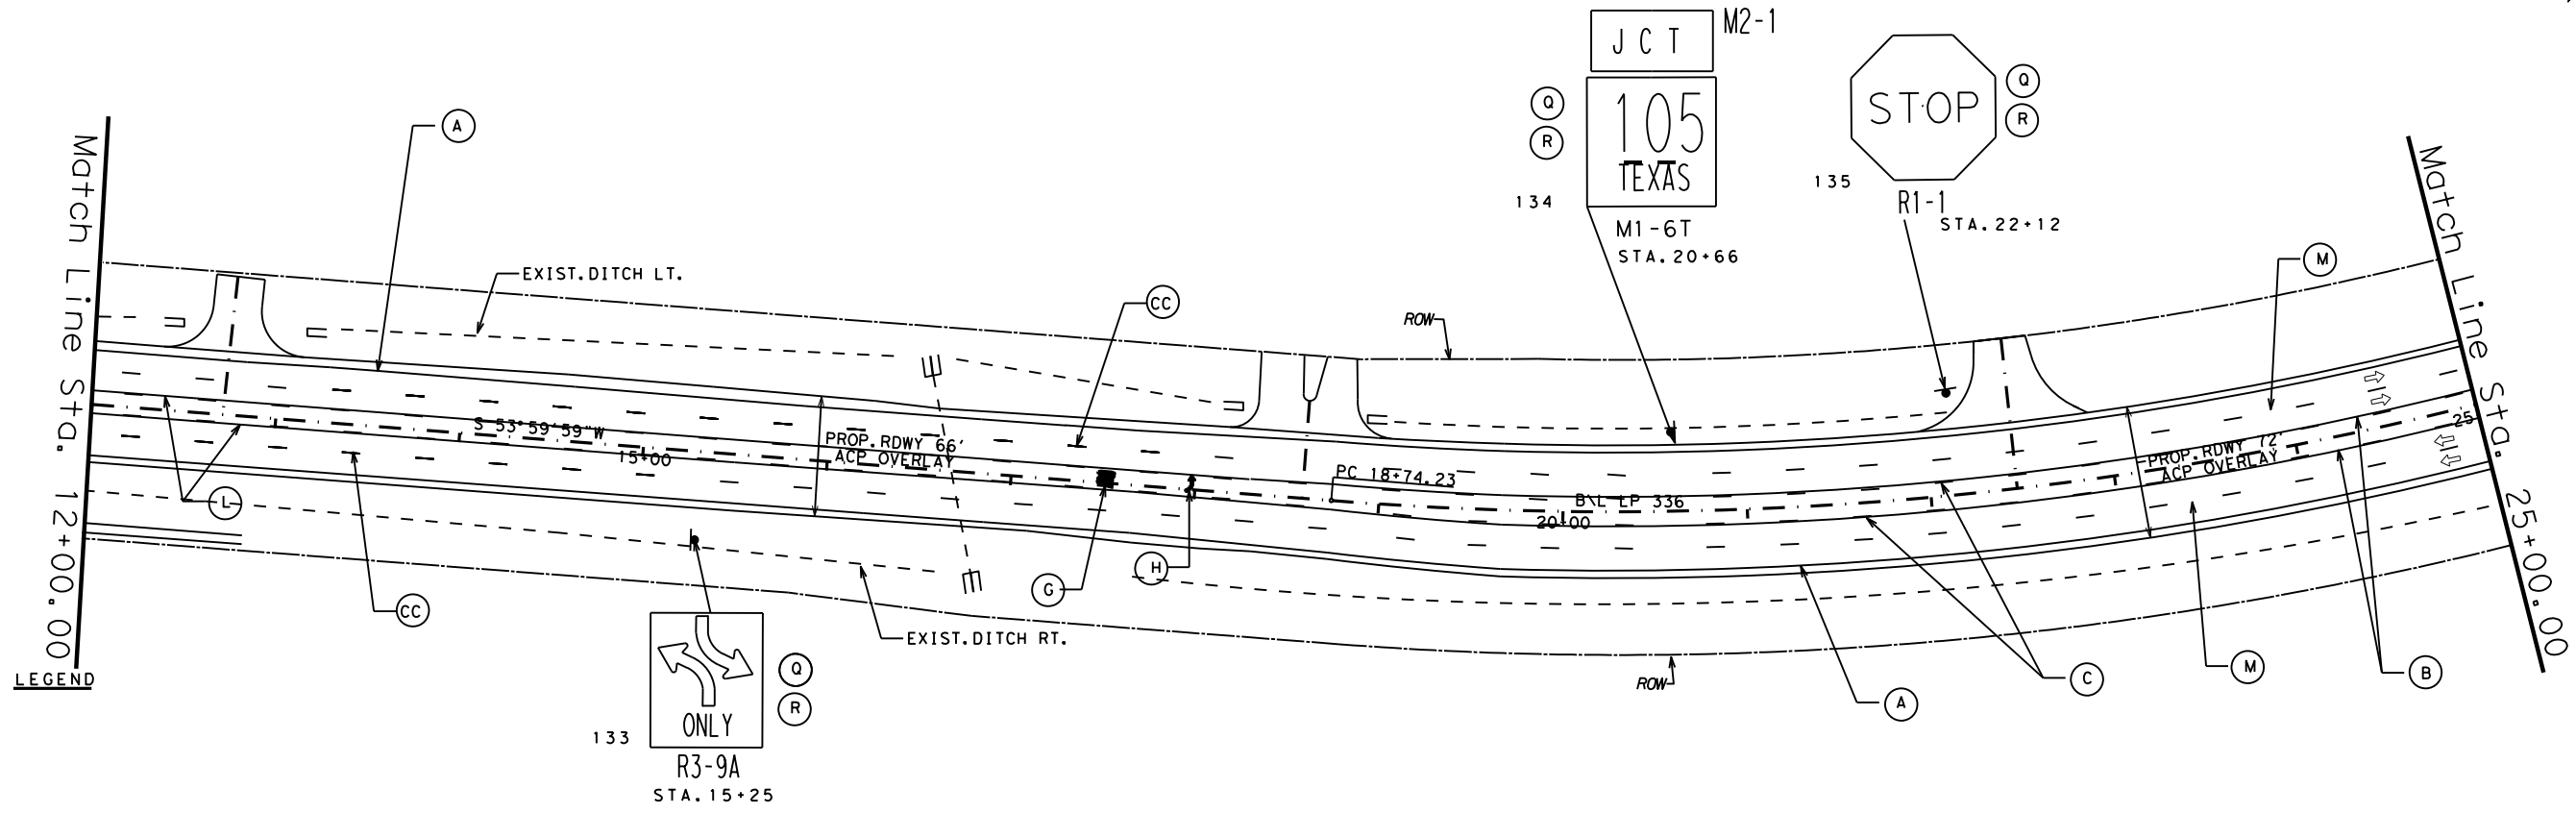 Match Line Sta. 12+00.00
A
EXIST.DITCH LT.
CC
ROW
JCT
M2-1
105
TEXAS
Q
R
134
M1-6T
STA.20+66
STOP
Q
R
135
R1-1
STA.22+12
M
Match Line Sta. 25+00.00
S 53°59'59"W
15+00
PROP.RDWY 66'
ACP OVERLAY
PC 18+74.23
B\L LP 336
20+00
PROP.RDWY 72'
ACP OVERLAY
25
L
CC
G
H
EXIST.DITCH RT.
ROW
A
C
M
B
LEGEND
ONLY
Q
R
133
R3-9A
STA.15+25